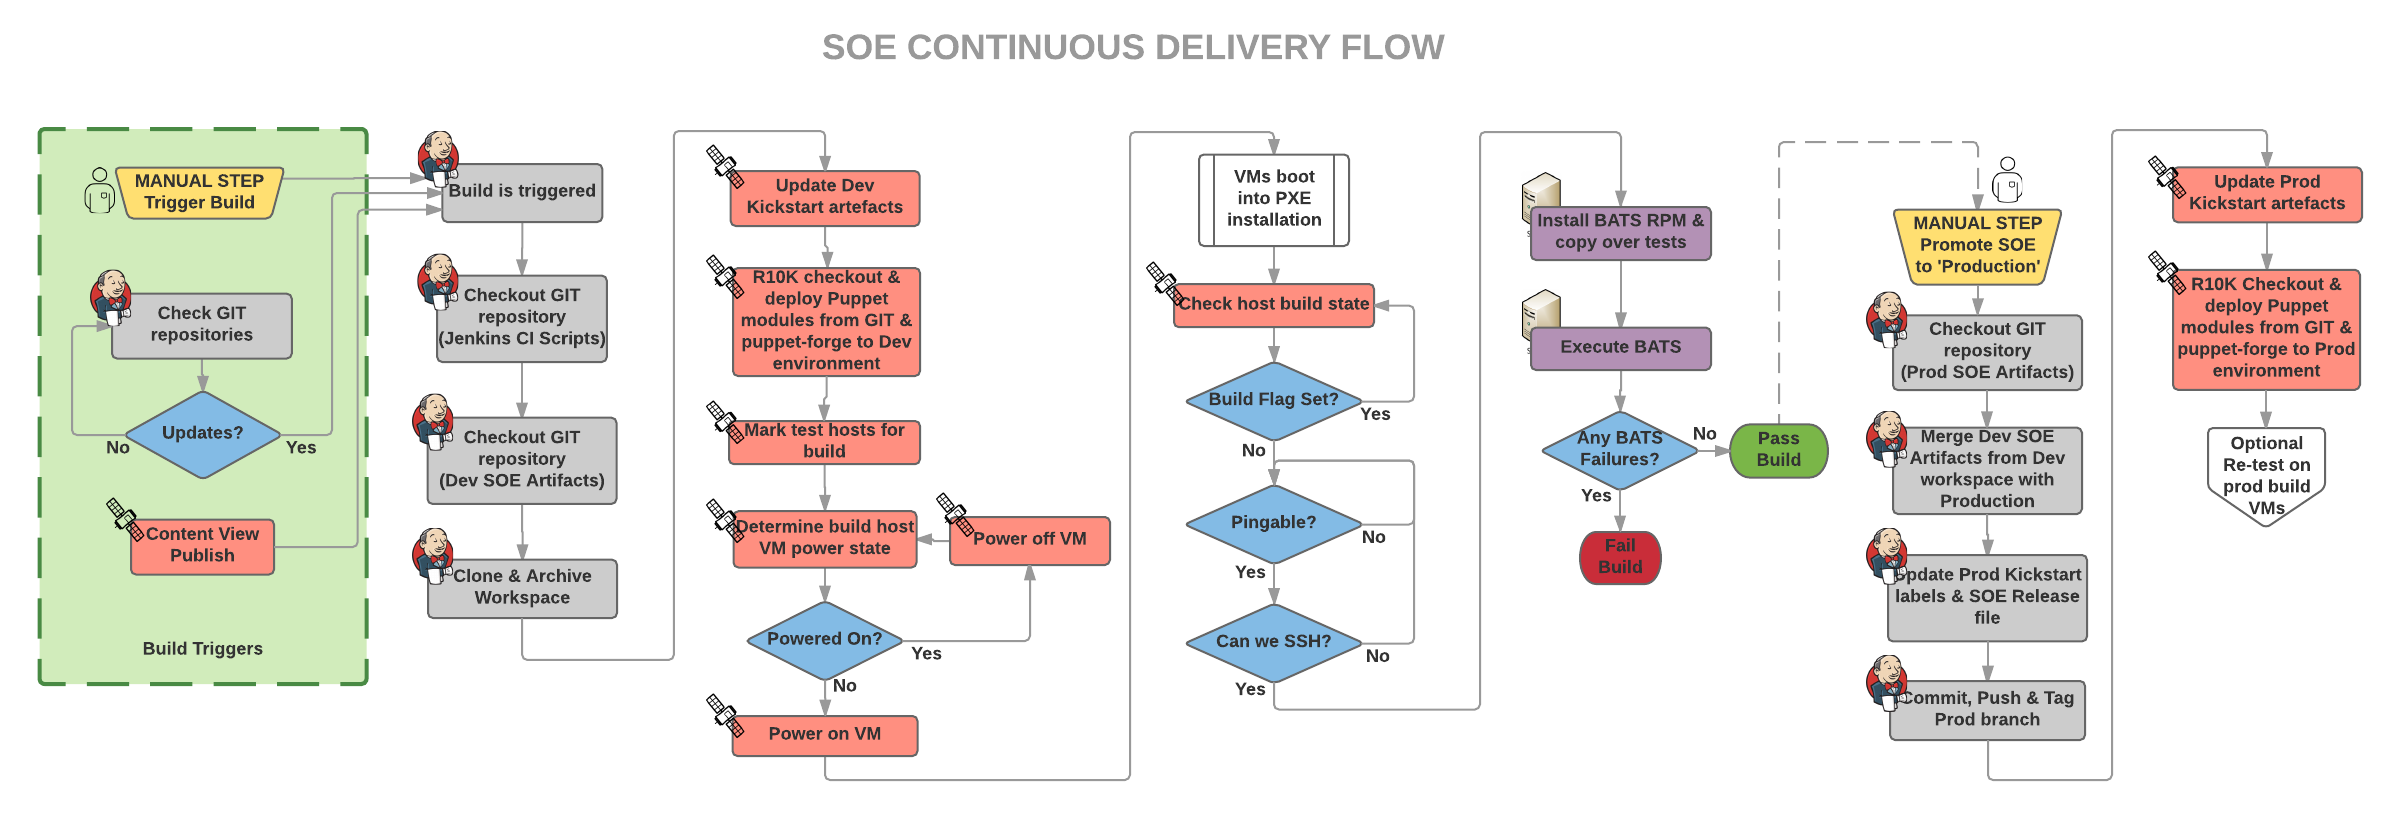 SOE CONTINUOUS DELIVERY FLOW
MANUAL STEP
Trigger Build
Check GIT
repositories
Updates?
No
Yes
Content View
Publish
Build Triggers
Build is triggered
Checkout GIT
repository
(Jenkins CI Scripts)
Checkout GIT
repository
(Dev SOE Artifacts)
Clone & Archive
Workspace
Update Dev
Kickstart artefacts
R10K checkout &
deploy Puppet
modules from GIT &
puppet-forge to Dev
environment
Mark test hosts for
build
Determine build host
VM power state
Power off VM
Powered On?
Yes
No
Power on VM
VMs boot
into PXE
installation
Check host build state
Build Flag Set?
Yes
No
Pingable?
No
Yes
Can we SSH?
No
Yes
Install BATS RPM &
copy over tests
Execute BATS
Any BATS
Failures?
No
Yes
Pass
Build
Fail
Build
MANUAL STEP
Promote SOE
to 'Production'
Checkout GIT
repository
(Prod SOE Artifacts)
Merge Dev SOE
Artifacts from Dev
workspace with
Production
Update Prod Kickstart
labels & SOE Release
file
Commit, Push & Tag
Prod branch
Update Prod
Kickstart artefacts
R10K Checkout &
deploy Puppet
modules from GIT &
puppet-forge to Prod
environment
Optional
Re-test on
prod build
VMs